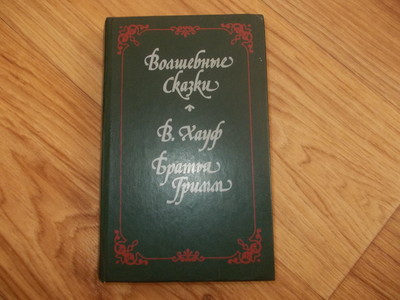 Волшебные
Сказки
В. Хауф
Братья
Гримм